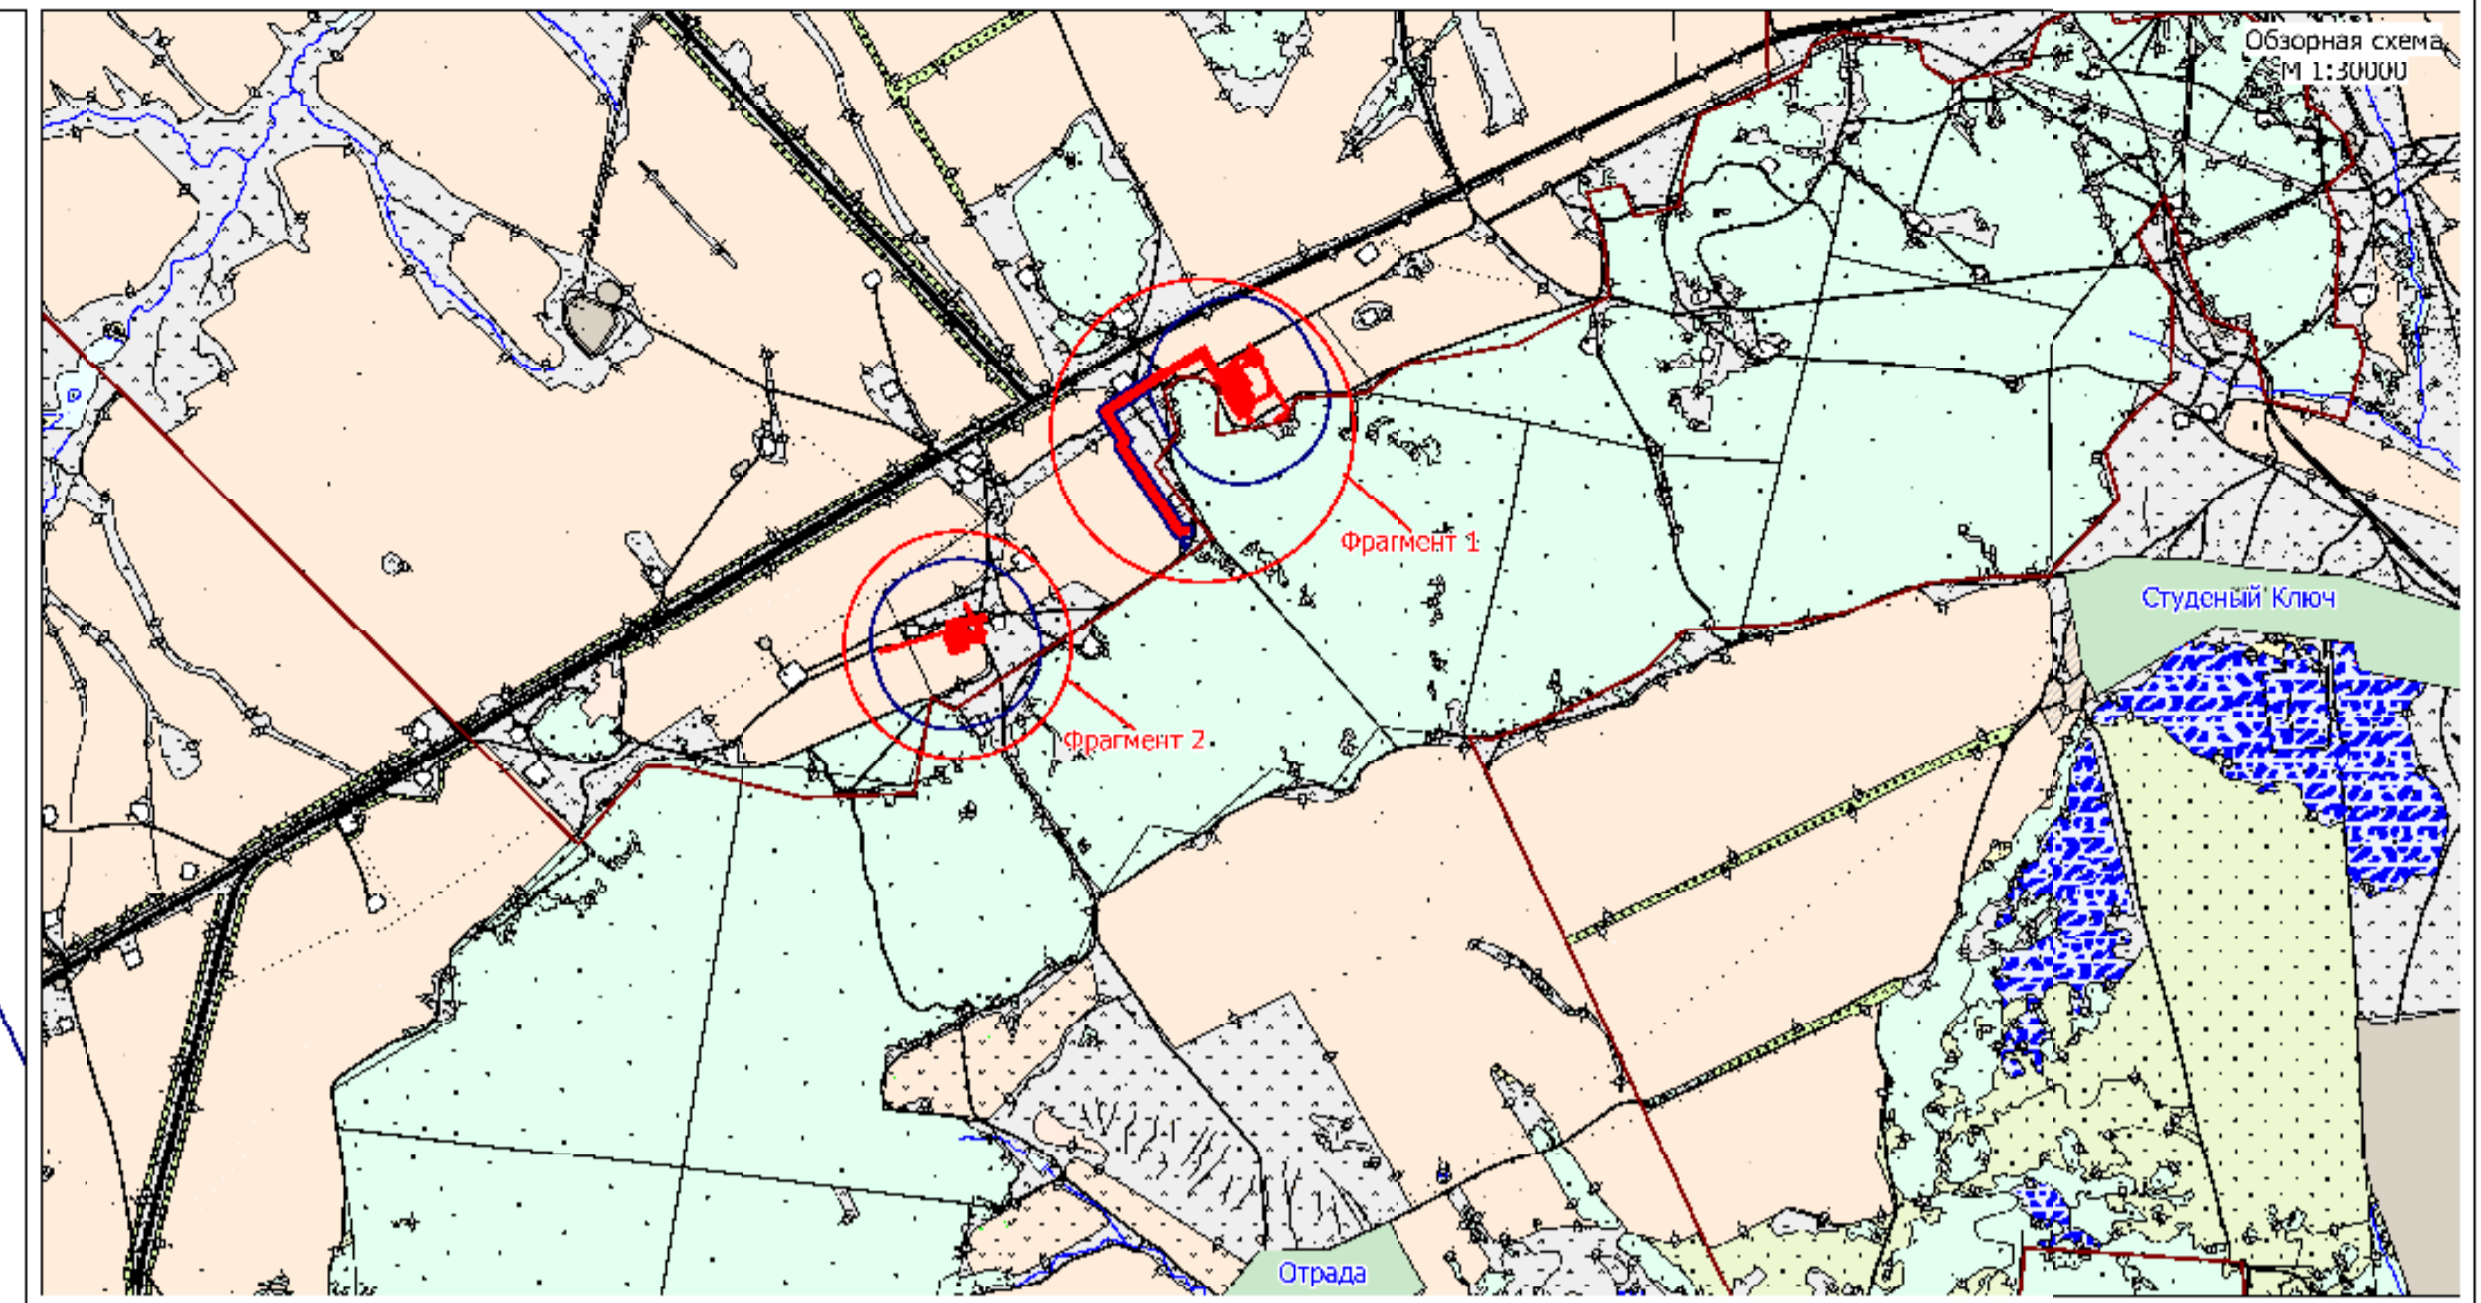 Обзорная схема
М 1:30000
Фрагмент 1
Студеный Ключ
Фрагмент 2
Отрада